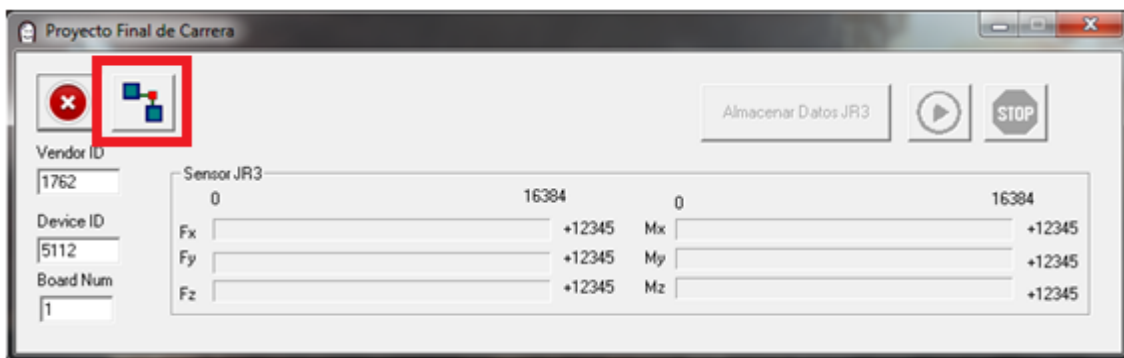 Proyecto Final de Carrera
Almacenar Datos JR3
STOP
Vendor ID
1762
Device ID
5112
Board Num
1
Sensor JR3
0 16384 0 16384
Fx +12345 Mx +12345
Fy +12345 My +12345
Fz +12345 Mz +12345